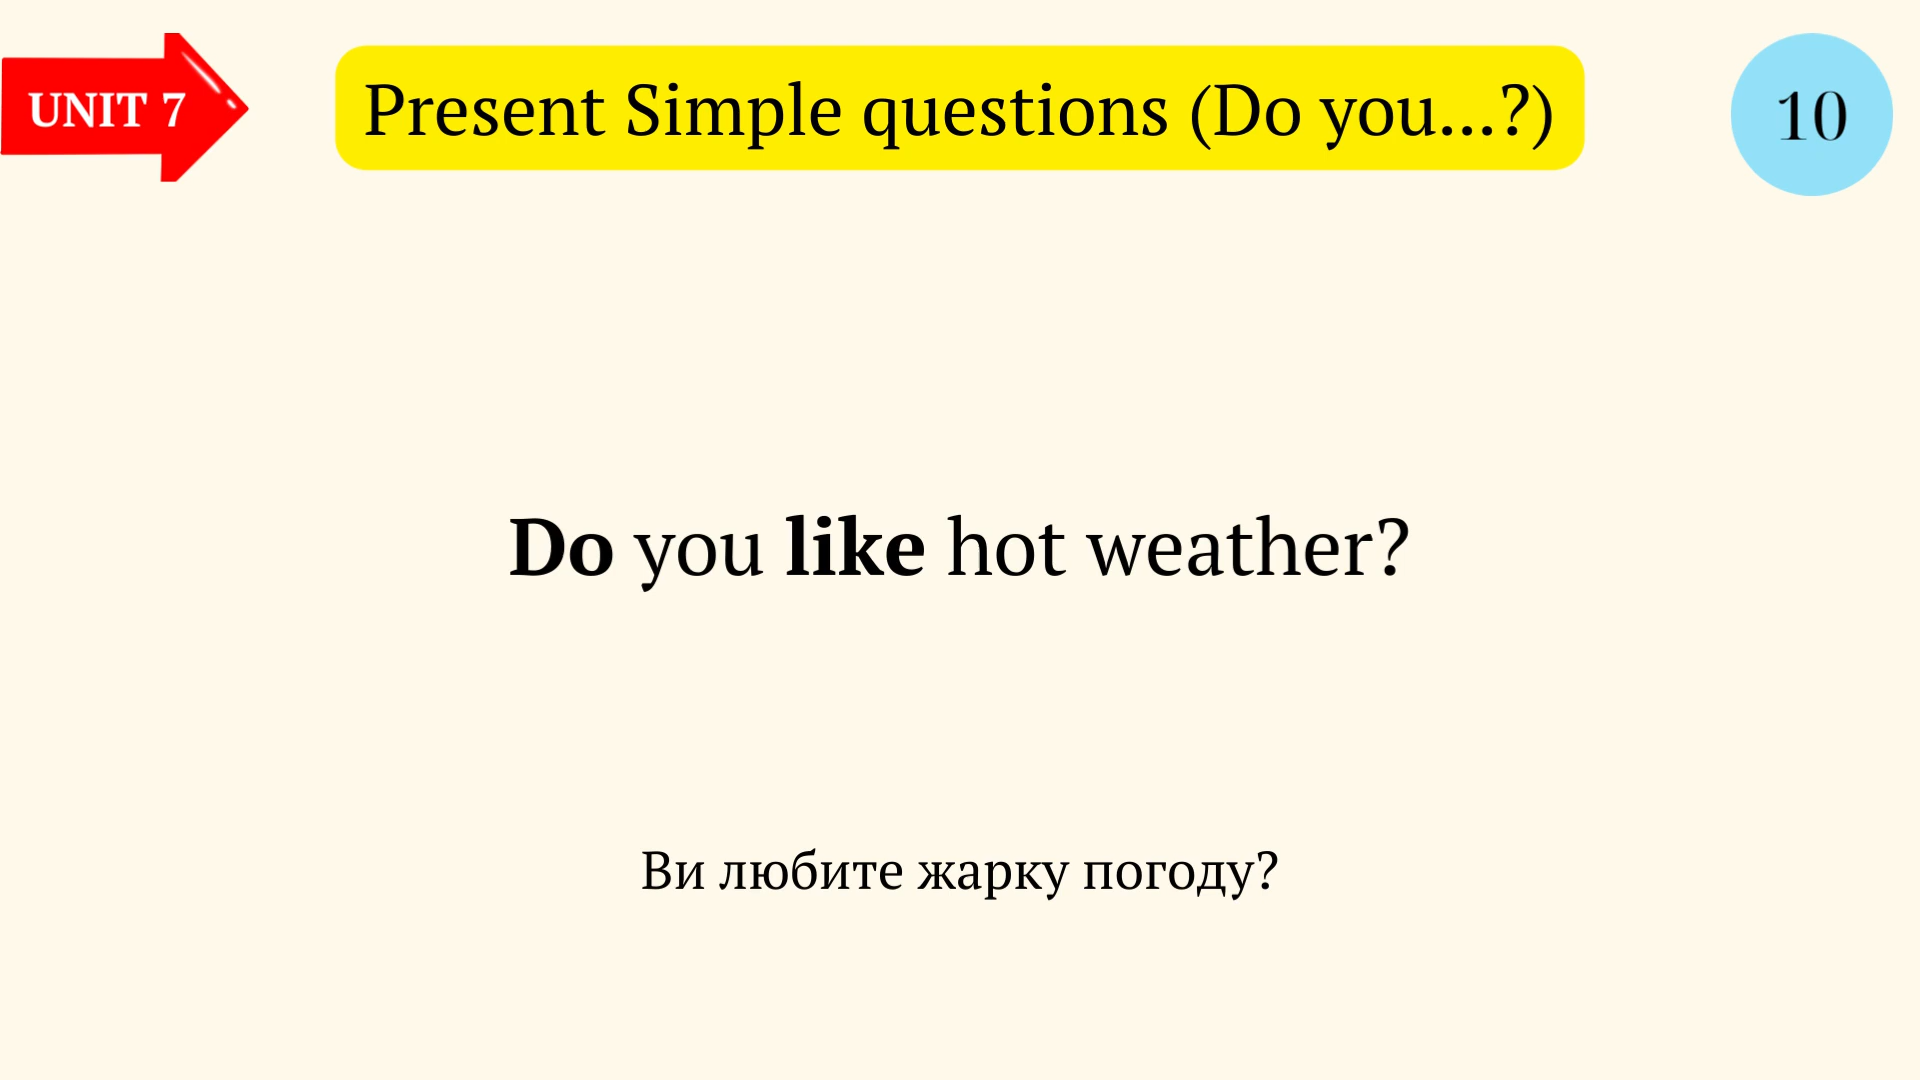 UNIT 7
Present Simple questions (Do you...?)
10
Do you like hot weather?
Ви любите жарку погоду?